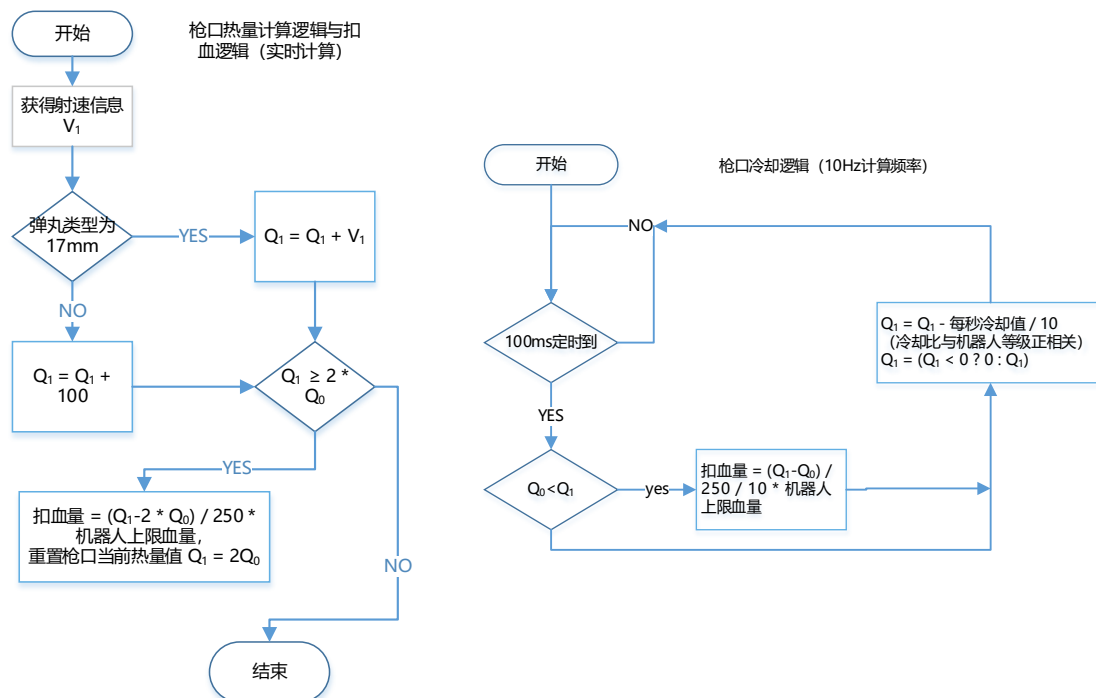 开始
枪口热量计算逻辑与扣
血逻辑（实时计算）
获得射速信息
V₁
弹丸类型为
17mm
YES
Q₁ = Q₁ + V₁
NO
Q₁ = Q₁ +
100
Q₁ ≥ 2 *
Q₀
YES
扣血量 = (Q₁-2 * Q₀) / 250 *
机器人上限血量，
重置枪口当前热量值 Q₁ = 2Q₀
NO
结束
开始
枪口冷却逻辑（10Hz计算频率）
NO
100ms定时到
Q₁ = Q₁ - 每秒冷却值 / 10
（冷却比与机器人等级正相关）
Q₁ = (Q₁ < 0 ? 0 : Q₁)
YES
Q₀<Q₁
yes
扣血量 = (Q₁-Q₀) /
250 / 10 * 机器人
上限血量